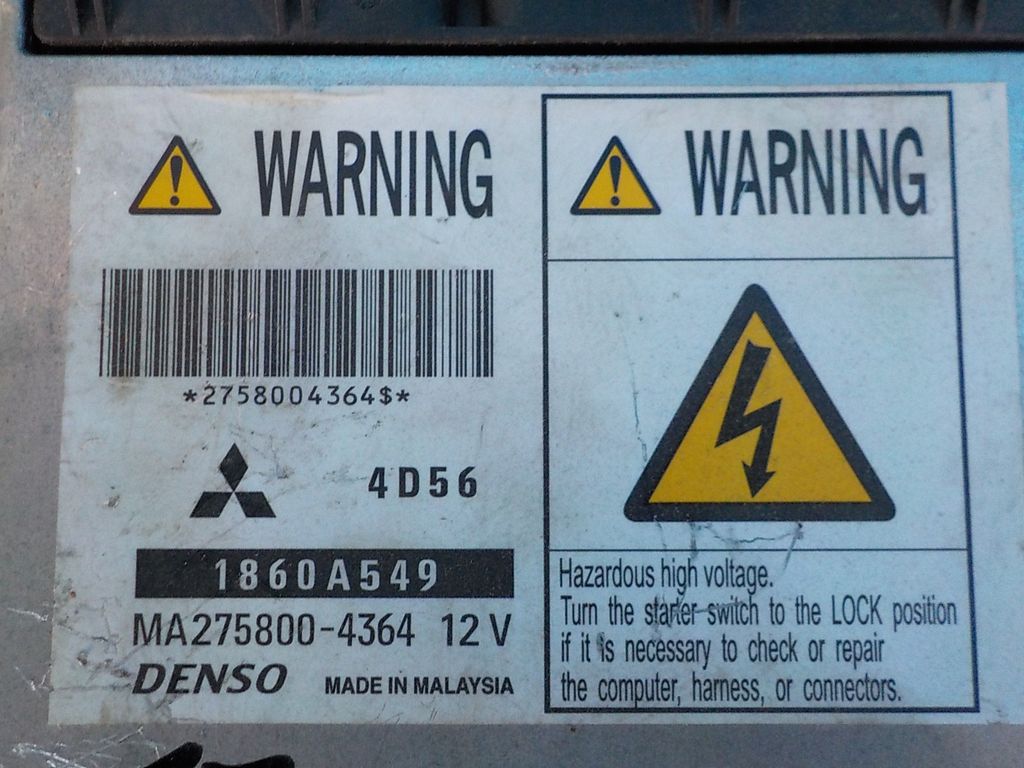 WARNING
*2758004364$*
4D56
1860A549
MA275800-4364 12V
DENSO MADE IN MALAYSIA
WARNING
Hazardous high voltage.
Turn the starter switch to the LOCK position
if it is necessary to check or repair
the computer, harness, or connectors.